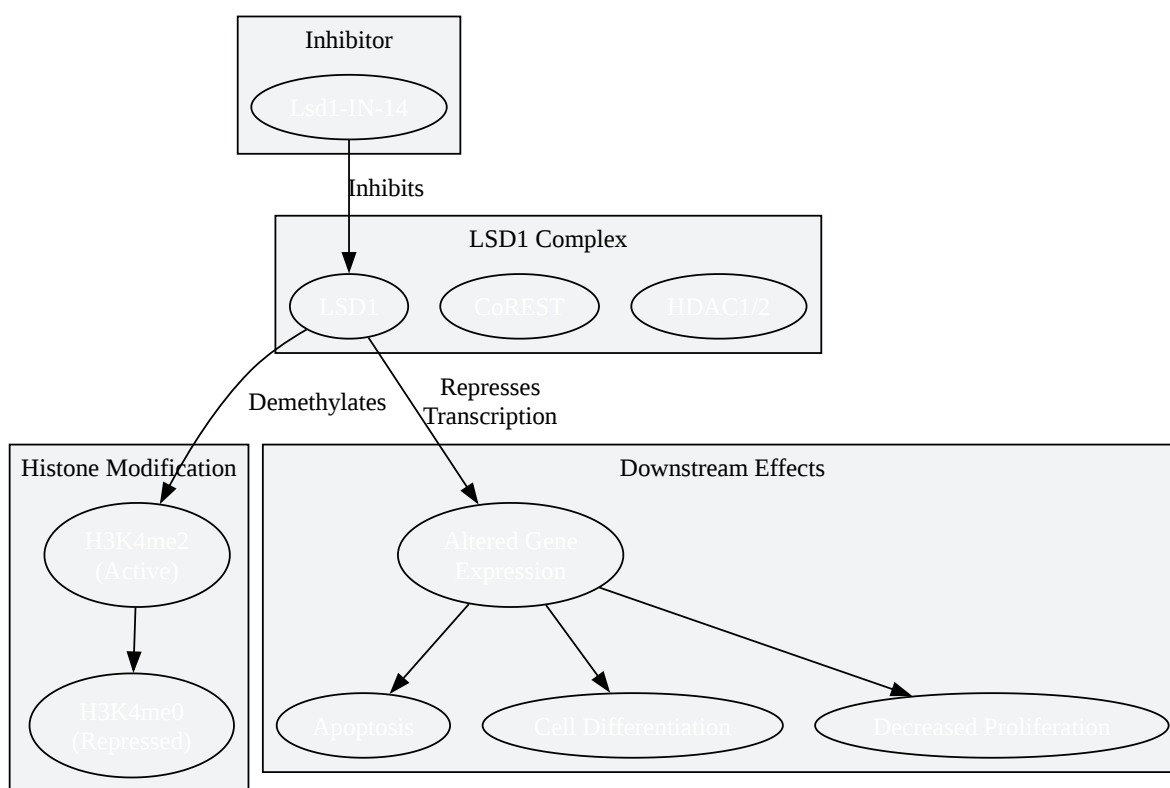 Inhibitor
Lsd1-IN-14
Inhibits
LSD1 Complex
LSD1
CoREST
HDAC1/2
Demethylates
Represses
Transcription
Histone Modification
H3K4me2
(Active)
H3K4me0
(Repressed)
Downstream Effects
Altered Gene
Expression
Apoptosis
Cell Differentiation
Decreased Proliferation